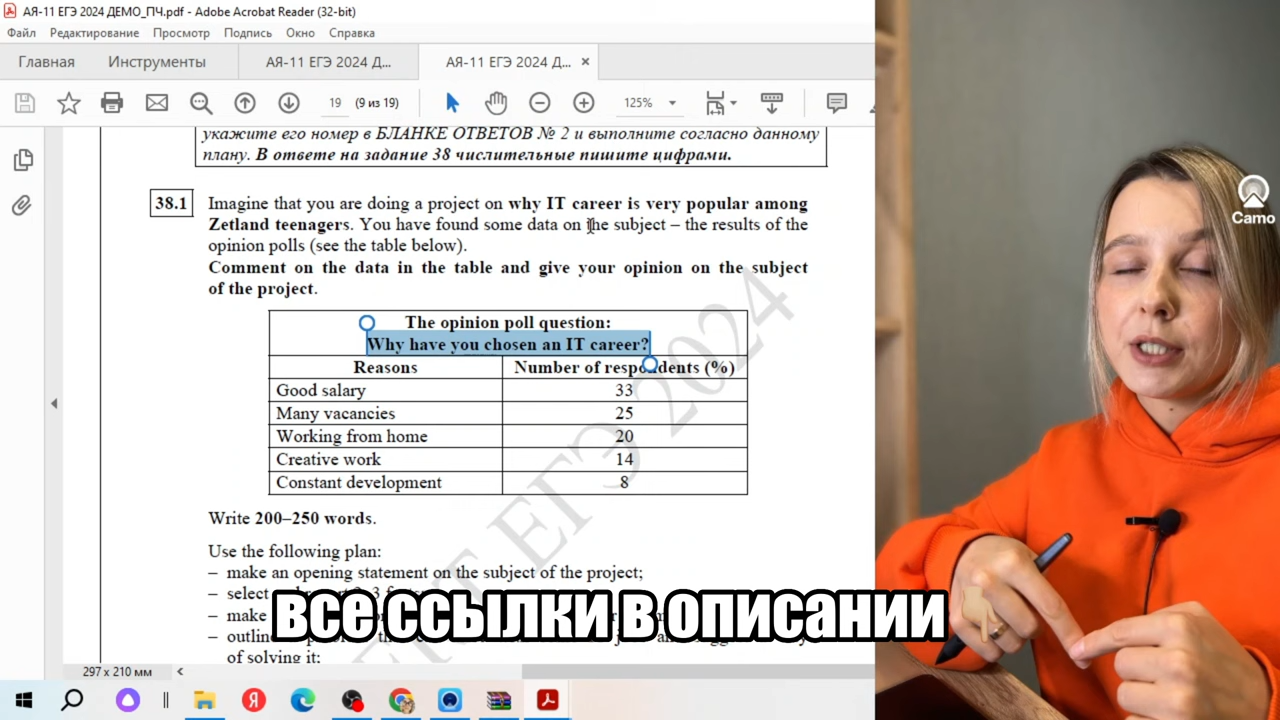 АЯ-11 ЕГЭ 2024 ДЕМО_ПЧ.pdf - Adobe Acrobat Reader (32-bit)
Файл Редактирование Просмотр Подпись Окно Справка
Главная Инструменты АЯ-11 ЕГЭ 2024 Д... АЯ-11 ЕГЭ 2024 Д... ×
19 (9 из 19) 125%
укажите его номер в БЛАНКЕ ОТВЕТОВ № 2 и выполните согласно данному
плану. В ответе на задание 38 числительные пишите цифрами.
38.1 Imagine that you are doing a project on why IT career is very popular among
Zetland teenagers. You have found some data on the subject – the results of the
opinion polls (see the table below).
Comment on the data in the table and give your opinion on the subject
of the project.
The opinion poll question:
Why have you chosen an IT career?
Reasons Number of respondents (%)
Good salary 33
Many vacancies 25
Working from home 20
Creative work 14
Constant development 8
Write 200–250 words.
Use the following plan:
– make an opening statement on the subject of the project;
– select
– make
– outline
of solving it;
все ссылки в описании
297 x 210 мм
Camo
ЕГЭ 2024